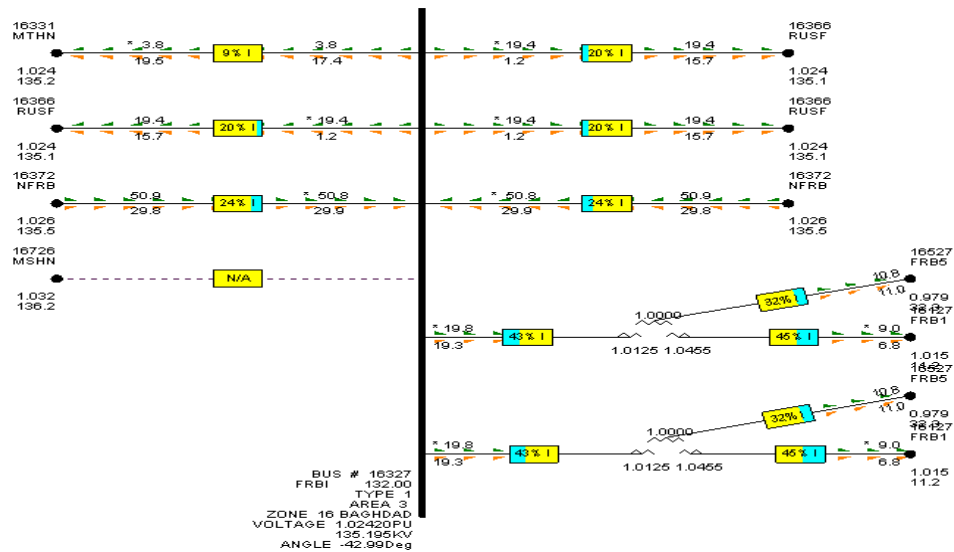 16331
MTHN
* 3.8
9% I
3.8
19.5
17.4
1.024
135.2
* 19.4
20% I
19.4
1.2
15.7
16366
RUSF
1.024
135.1
16366
RUSF
19.4
20% I
* 19.4
15.7
1.2
1.024
135.1
* 19.4
20% I
19.4
1.2
15.7
16366
RUSF
1.024
135.1
16372
NFRB
50.9
24% I
* 50.8
29.8
29.9
1.026
135.5
* 50.8
24% I
50.9
29.9
29.8
16372
NFRB
1.026
135.5
16726
MSHN
N/A
1.032
136.2
16527
FRB5
10.8
32% I
11.0
0.979
16127
FRB1
1.0000
* 19.8
43% I
19.3
1.0125 1.0455
45% I
* 9.0
6.8
1.015
16527
FRB5
10.8
32% I
11.0
0.979
16127
FRB1
1.0000
* 19.8
43% I
19.3
1.0125 1.0455
45% I
* 9.0
6.8
1.015
11.2
BUS # 16327
FRBI 132.00
TYPE 1
AREA 3
ZONE 16 BAGHDAD
VOLTAGE 1.02420PU
135.195KV
ANGLE -42.99Deg